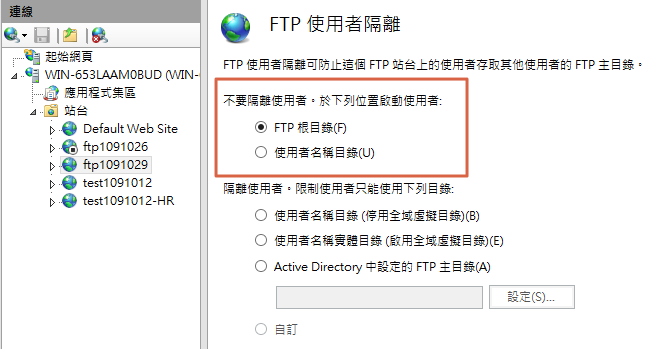 連線
起始網頁
WIN-653LAAM0BUD (WIN-
應用程式集區
站台
Default Web Site
ftp1091026
ftp1091029
test1091012
test1091012-HR
FTP 使用者隔離
FTP 使用者隔離可防止這個 FTP 站台上的使用者存取其他使用者的 FTP 主目錄。
不要隔離使用者。於下列位置啟動使用者:
FTP 根目錄(F)
使用者名稱目錄(U)
隔離使用者。限制使用者只能使用下列目錄:
使用者名稱目錄 (停用全域虛擬目錄)(B)
使用者名稱實體目錄 (啟用全域虛擬目錄)(E)
Active Directory 中設定的 FTP 主目錄(A)
設定(S)...
自訂